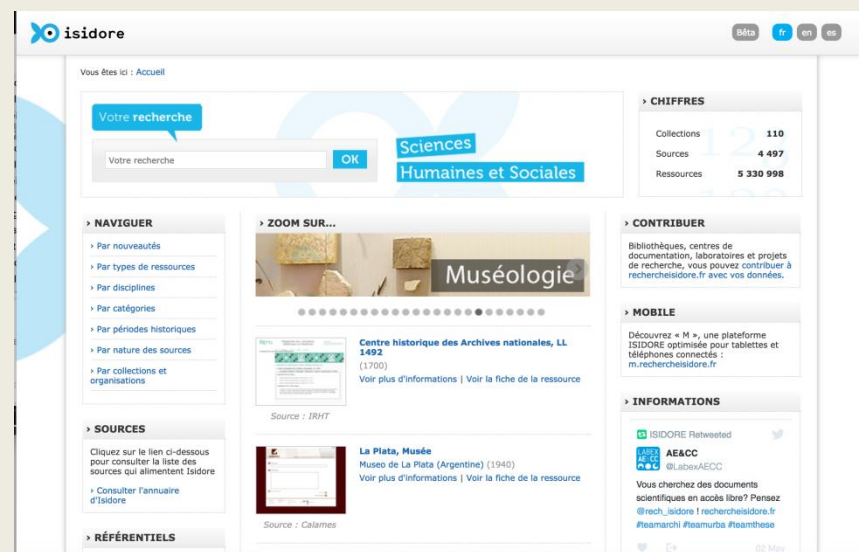 isidore
Bêta fr en es
Vous êtes ici : Accueil
Votre recherche
Votre recherche
OK
Sciences
Humaines et Sociales
› CHIFFRES
Collections 110
Sources 4 497
Ressources 5 330 998
› NAVIGUER
› Par nouveautés
› Par types de ressources
› Par disciplines
› Par catégories
› Par périodes historiques
› Par nature des sources
› Par collections et
organisations
› SOURCES
Cliquez sur le lien ci-dessous
pour consulter la liste des
sources qui alimentent Isidore
› Consulter l'annuaire
d'Isidore
› RÉFÉRENTIELS
› ZOOM SUR...
Muséologie
Centre historique des Archives nationales, LL
1492
(1700)
Voir plus d'informations | Voir la fiche de la ressource
Source : IRHT
La Plata, Musée
Museo de La Plata (Argentine) (1940)
Voir plus d'informations | Voir la fiche de la ressource
Source : Calames
› CONTRIBUER
Bibliothèques, centres de
documentation, laboratoires et projets
de recherche, vous pouvez contribuer à
rechercheisidore.fr avec vos données.
› MOBILE
Découvrez « M », une plateforme
ISIDORE optimisée pour tablettes et
téléphones connectés :
m.rechercheisidore.fr
› INFORMATIONS
ISIDORE Retweeted
LABEX
AE&CC
AE&CC
@LabexAECC
Vous cherchez des documents
scientifiques en accès libre? Pensez
@rech_isidore ! rechercheisidore.fr
#teamarchi #teamurba #teamthese
02 May